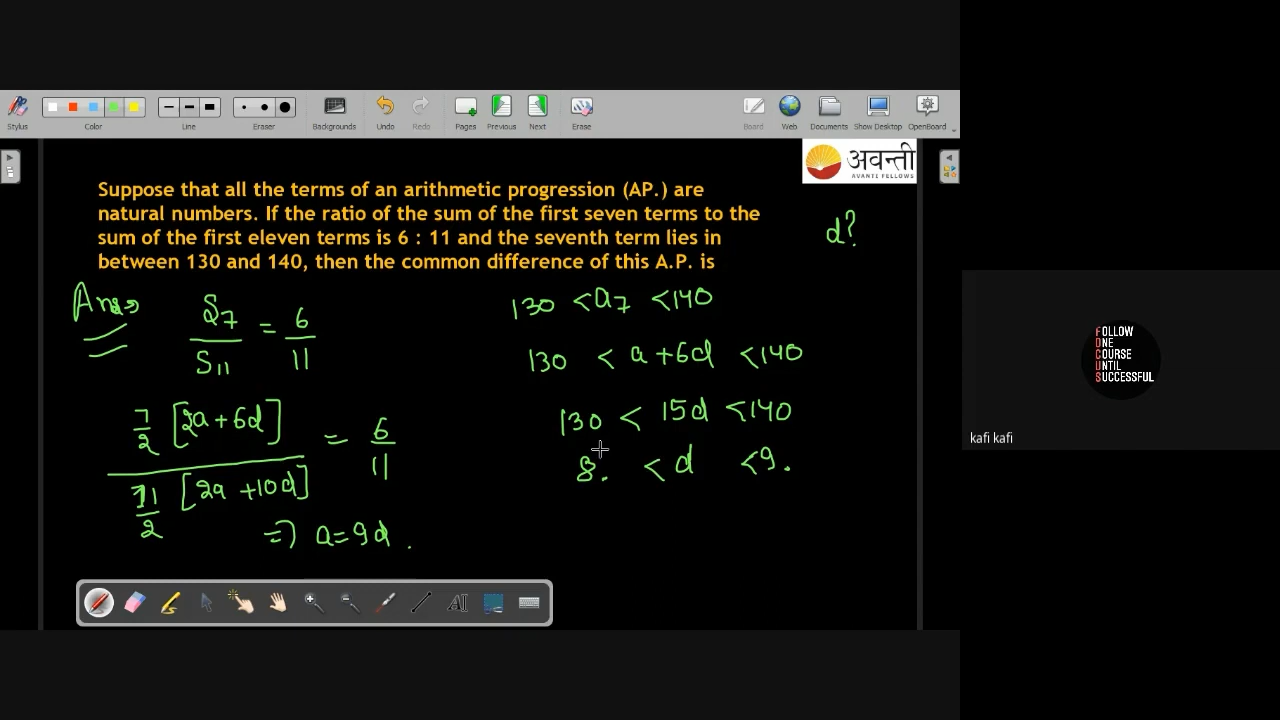 Stylus
Color
Line
Eraser
Backgrounds
Undo
Redo
Pages
Previous
Next
Erase
Board
Web
Documents
Show Desktop
OpenBoard
अवन्ती
AVANTI FELLOWS
Suppose that all the terms of an arithmetic progression (AP.) are
natural numbers. If the ratio of the sum of the first seven terms to the
sum of the first eleven terms is 6 : 11 and the seventh term lies in
between 130 and 140, then the common difference of this A.P. is
d?
Ans
S7/S11 = 6/11
7/2 [2a + 6d] / 11/2 [2a + 10d] = 6/11
=> a = 9d .
130 < a7 < 140
130 < a + 6d < 140
130 < 15d < 140
8. < d < 9.
AI
FOLLOW
ONE
COURSE
UNTIL
SUCCESSFUL
kafi kafi